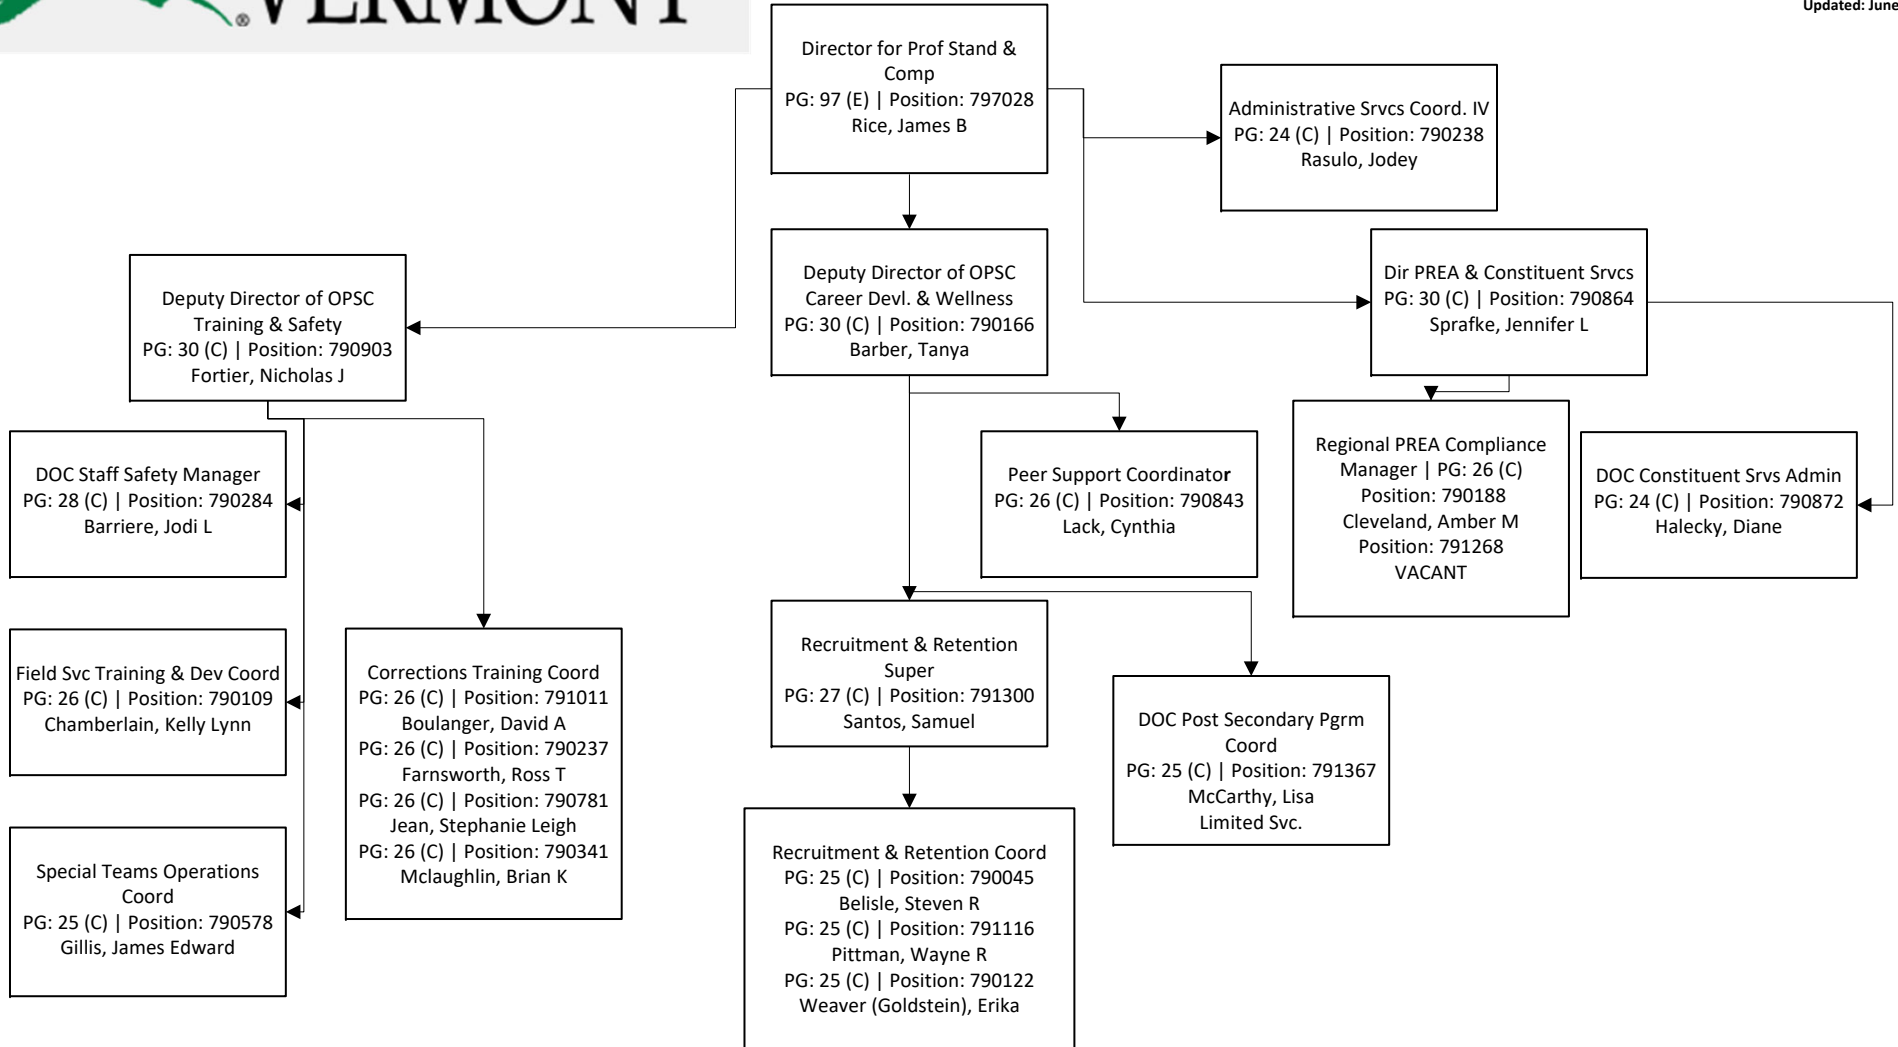 VERMONT
®
Updated: June
Director for Prof Stand &
Comp
PG: 97 (E) | Position: 797028
Rice, James B
Administrative Srvcs Coord. IV
PG: 24 (C) | Position: 790238
Rasulo, Jodey
Deputy Director of OPSC
Training & Safety
PG: 30 (C) | Position: 790903
Fortier, Nicholas J
Deputy Director of OPSC
Career Devl. & Wellness
PG: 30 (C) | Position: 790166
Barber, Tanya
Dir PREA & Constituent Srvcs
PG: 30 (C) | Position: 790864
Sprafke, Jennifer L
DOC Staff Safety Manager
PG: 28 (C) | Position: 790284
Barriere, Jodi L
Peer Support Coordinator
PG: 26 (C) | Position: 790843
Lack, Cynthia
Regional PREA Compliance
Manager | PG: 26 (C)
Position: 790188
Cleveland, Amber M
Position: 791268
VACANT
DOC Constituent Srvs Admin
PG: 24 (C) | Position: 790872
Halecky, Diane
Field Svc Training & Dev Coord
PG: 26 (C) | Position: 790109
Chamberlain, Kelly Lynn
Corrections Training Coord
PG: 26 (C) | Position: 791011
Boulanger, David A
PG: 26 (C) | Position: 790237
Farnsworth, Ross T
PG: 26 (C) | Position: 790781
Jean, Stephanie Leigh
PG: 26 (C) | Position: 790341
Mclaughlin, Brian K
Recruitment & Retention
Super
PG: 27 (C) | Position: 791300
Santos, Samuel
DOC Post Secondary Pgrm
Coord
PG: 25 (C) | Position: 791367
McCarthy, Lisa
Limited Svc.
Special Teams Operations
Coord
PG: 25 (C) | Position: 790578
Gillis, James Edward
Recruitment & Retention Coord
PG: 25 (C) | Position: 790045
Belisle, Steven R
PG: 25 (C) | Position: 791116
Pittman, Wayne R
PG: 25 (C) | Position: 790122
Weaver (Goldstein), Erika